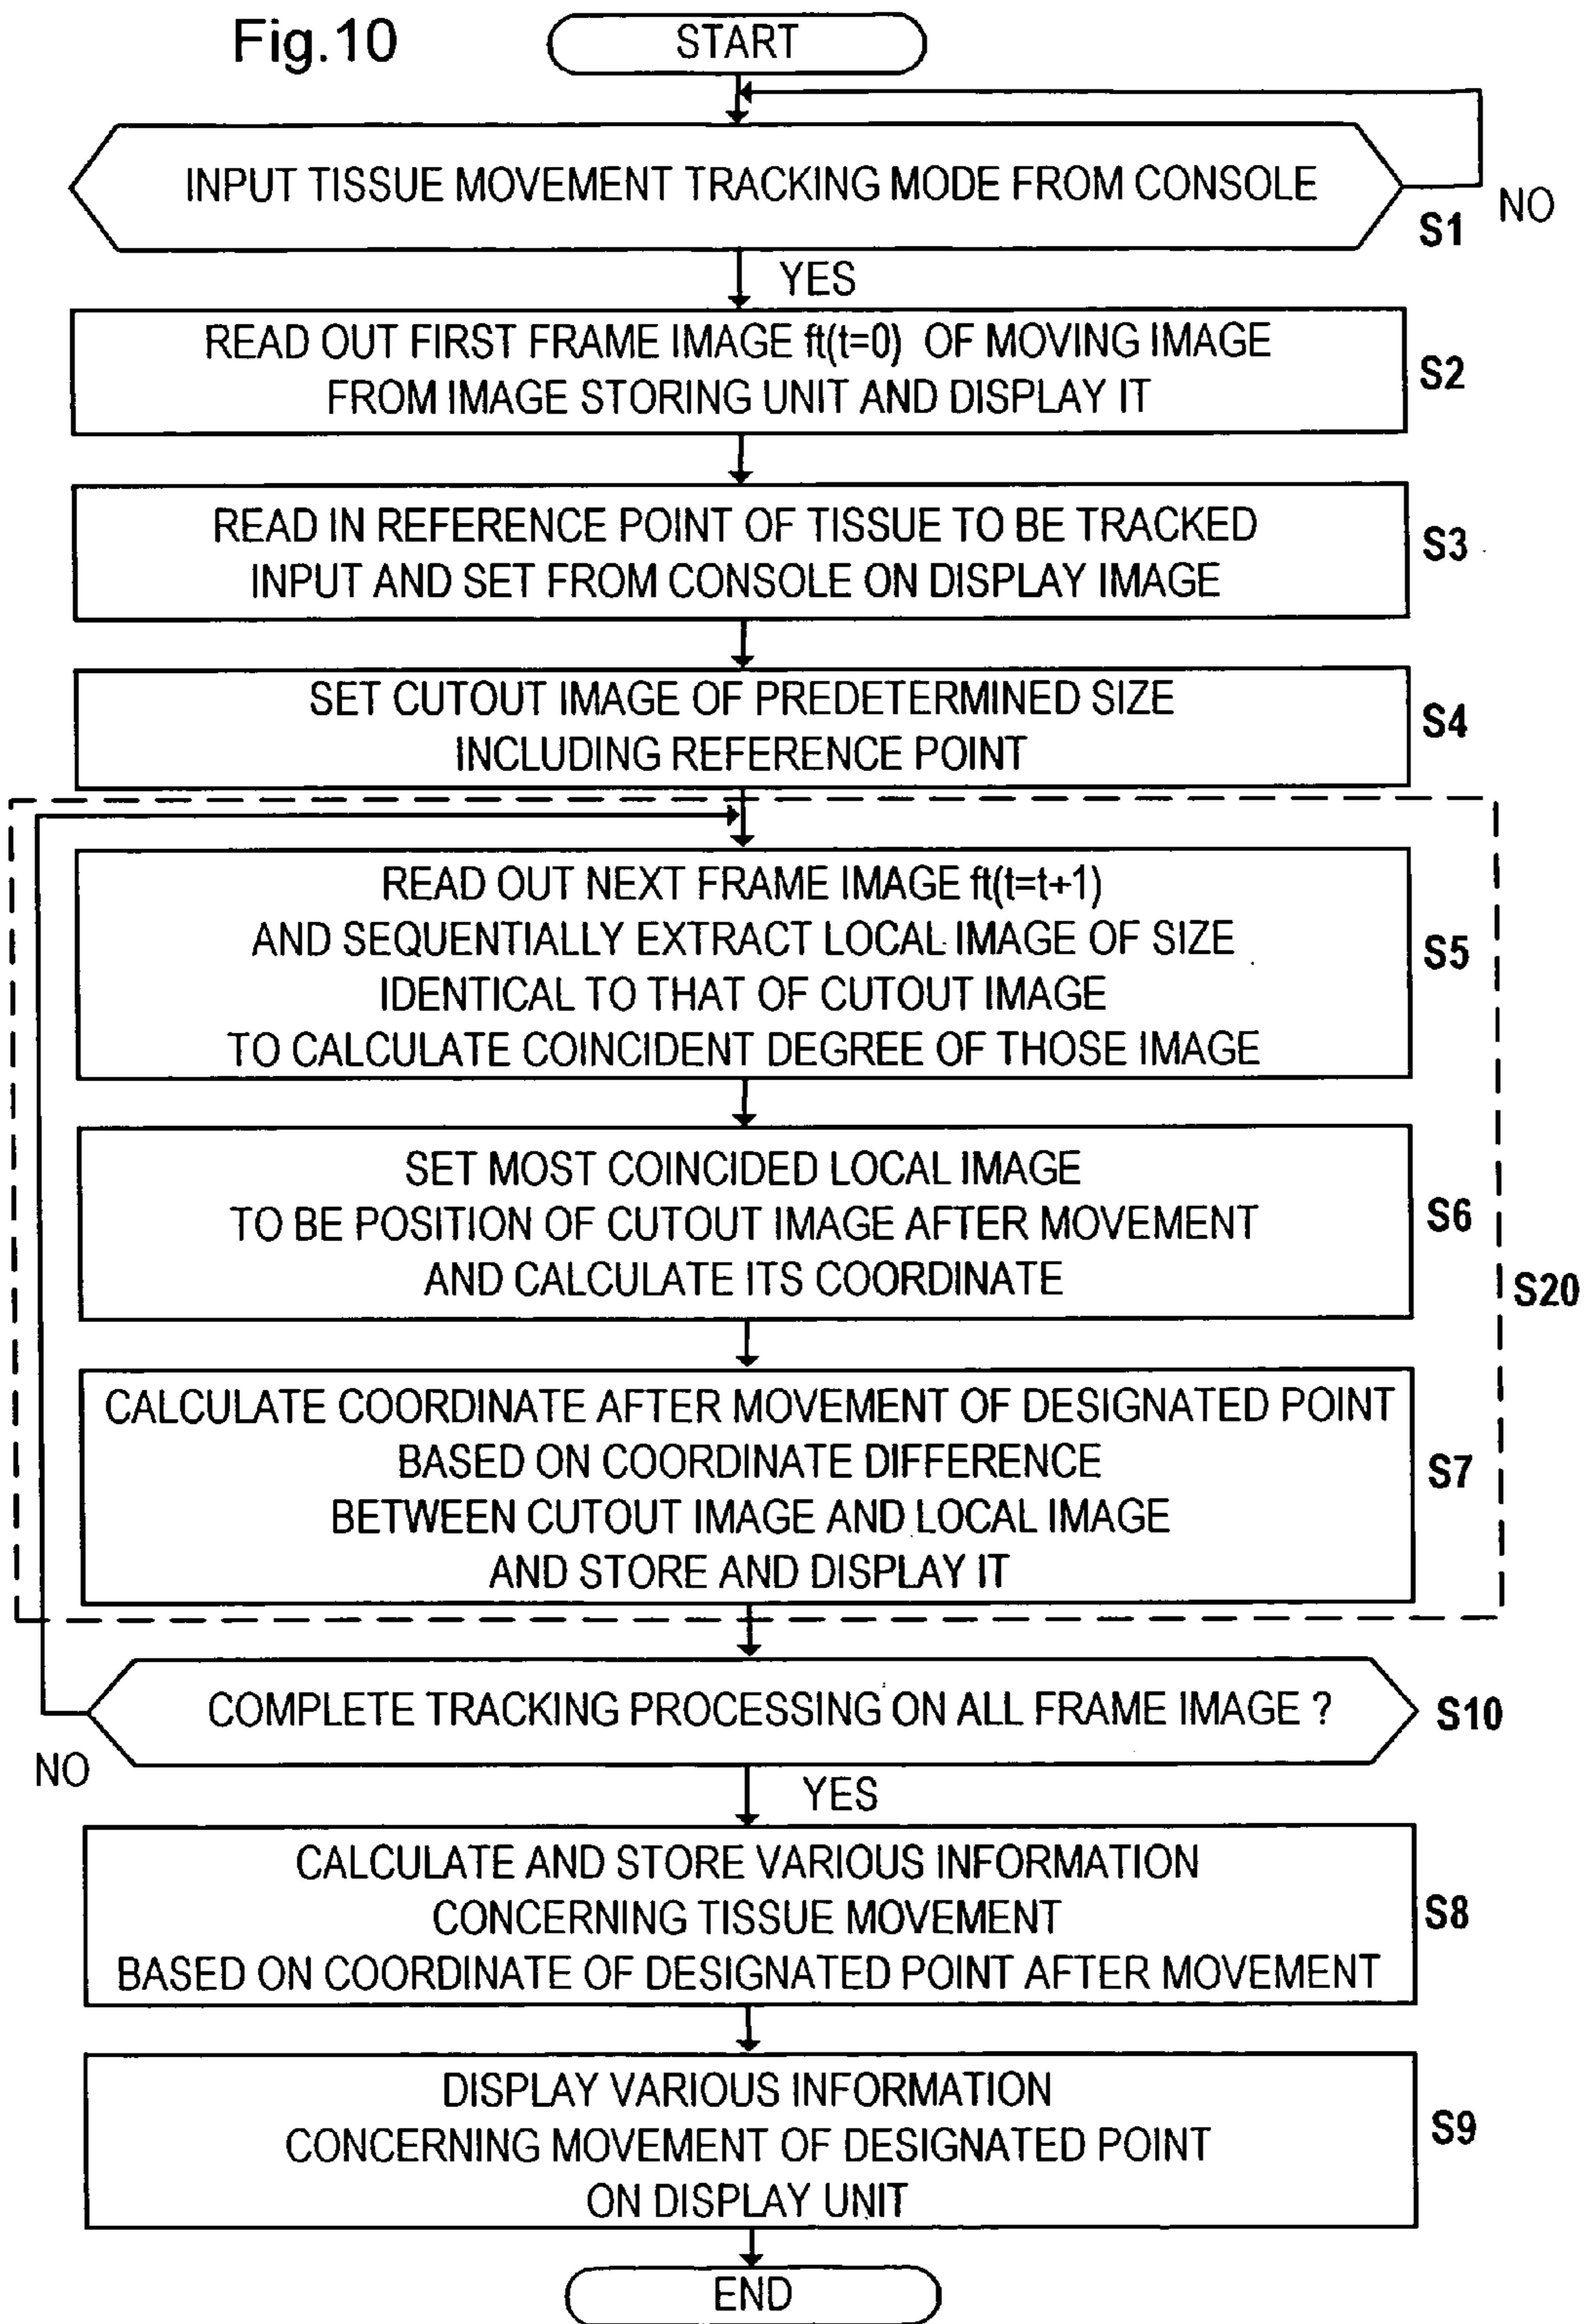 Fig.10
START
INPUT TISSUE MOVEMENT TRACKING MODE FROM CONSOLE
S1
NO
YES
READ OUT FIRST FRAME IMAGE ft(t=0) OF MOVING IMAGE
FROM IMAGE STORING UNIT AND DISPLAY IT
S2
READ IN REFERENCE POINT OF TISSUE TO BE TRACKED
INPUT AND SET FROM CONSOLE ON DISPLAY IMAGE
S3
SET CUTOUT IMAGE OF PREDETERMINED SIZE
INCLUDING REFERENCE POINT
S4
READ OUT NEXT FRAME IMAGE ft(t=t+1)
AND SEQUENTIALLY EXTRACT LOCAL IMAGE OF SIZE
IDENTICAL TO THAT OF CUTOUT IMAGE
TO CALCULATE COINCIDENT DEGREE OF THOSE IMAGE
S5
SET MOST COINCIDED LOCAL IMAGE
TO BE POSITION OF CUTOUT IMAGE AFTER MOVEMENT
AND CALCULATE ITS COORDINATE
S6
S20
CALCULATE COORDINATE AFTER MOVEMENT OF DESIGNATED POINT
BASED ON COORDINATE DIFFERENCE
BETWEEN CUTOUT IMAGE AND LOCAL IMAGE
AND STORE AND DISPLAY IT
S7
COMPLETE TRACKING PROCESSING ON ALL FRAME IMAGE ?
S10
NO
YES
CALCULATE AND STORE VARIOUS INFORMATION
CONCERNING TISSUE MOVEMENT
BASED ON COORDINATE OF DESIGNATED POINT AFTER MOVEMENT
S8
DISPLAY VARIOUS INFORMATION
CONCERNING MOVEMENT OF DESIGNATED POINT
ON DISPLAY UNIT
S9
END